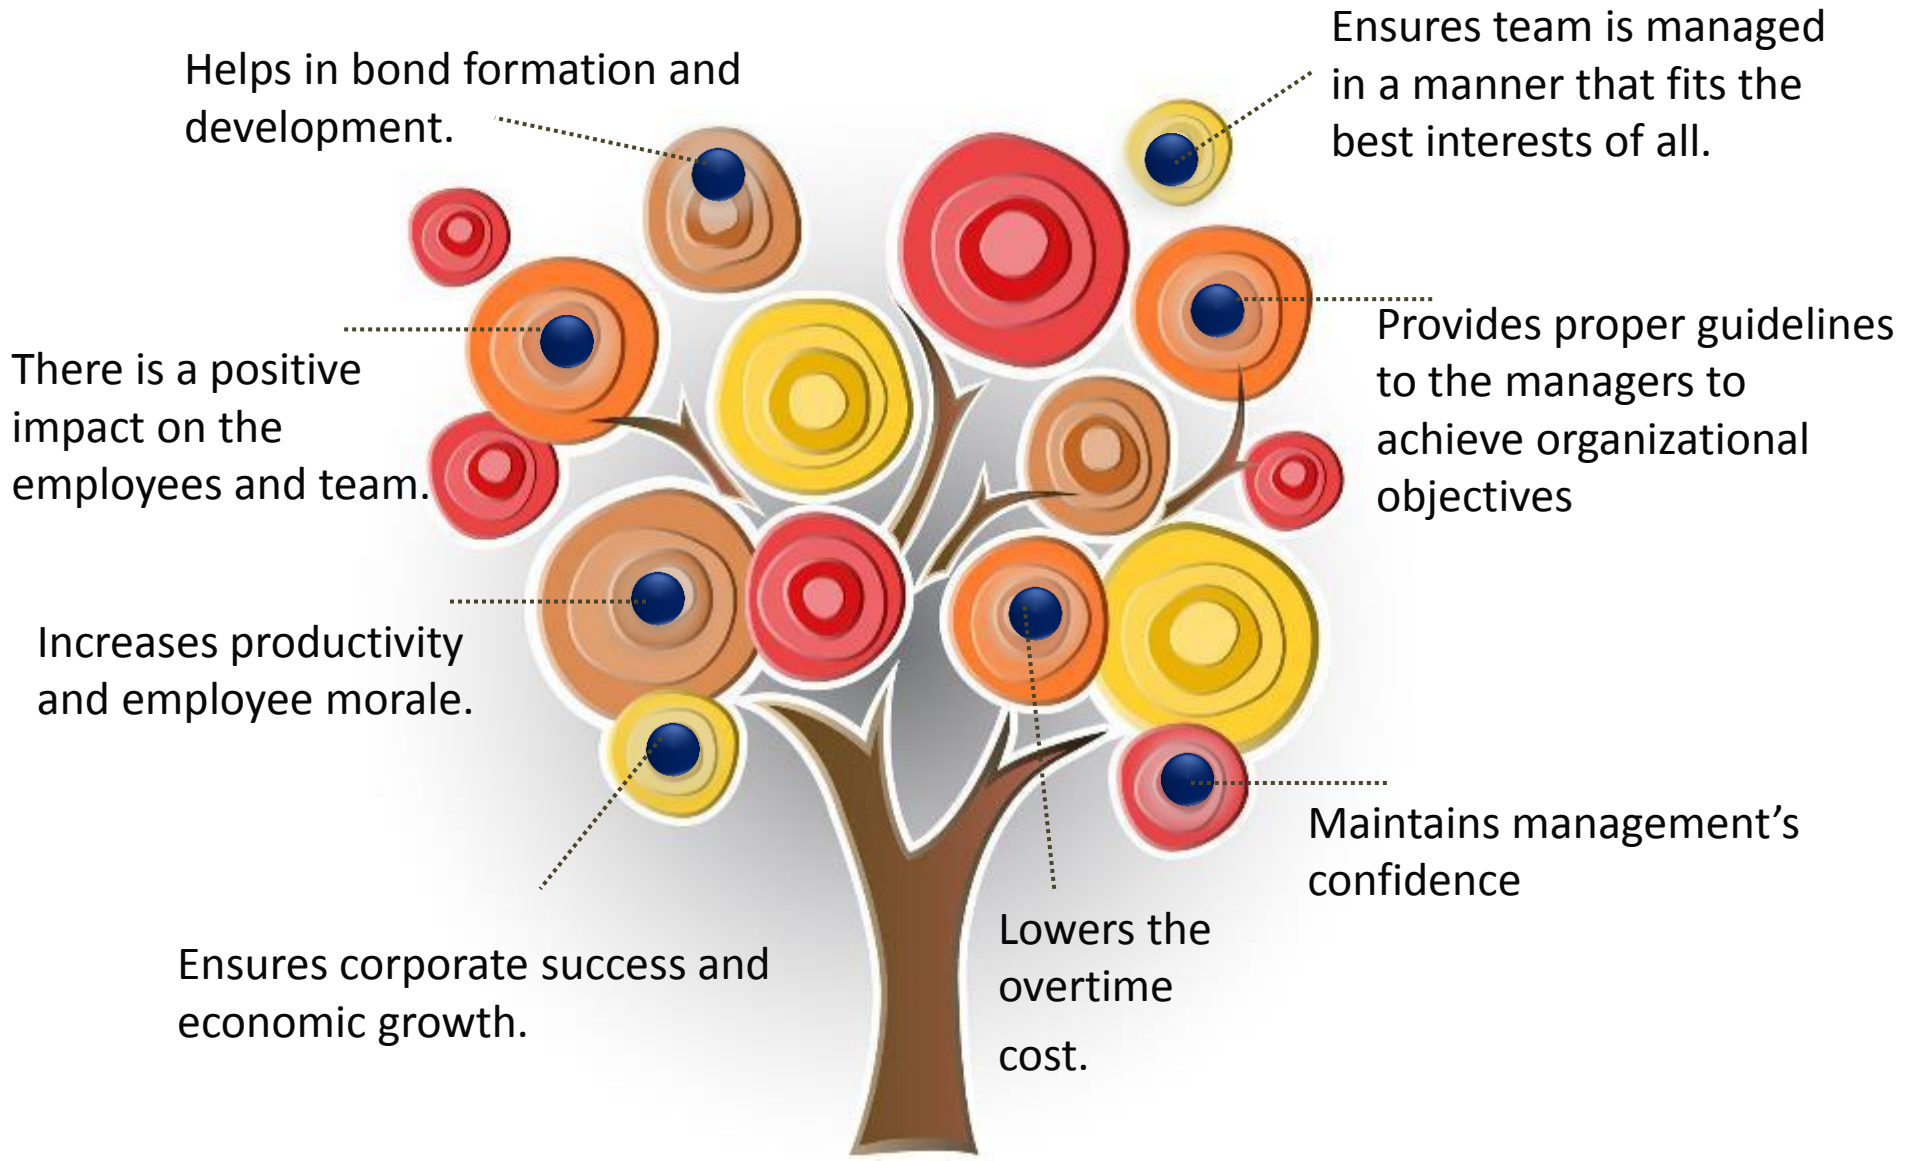 Helps in bond formation and
development.
Ensures team is managed
in a manner that fits the
best interests of all.
There is a positive
impact on the
employees and team.
Provides proper guidelines
to the managers to
achieve organizational
objectives
Increases productivity
and employee morale.
Maintains management’s
confidence
Ensures corporate success and
economic growth.
Lowers the
overtime
cost.